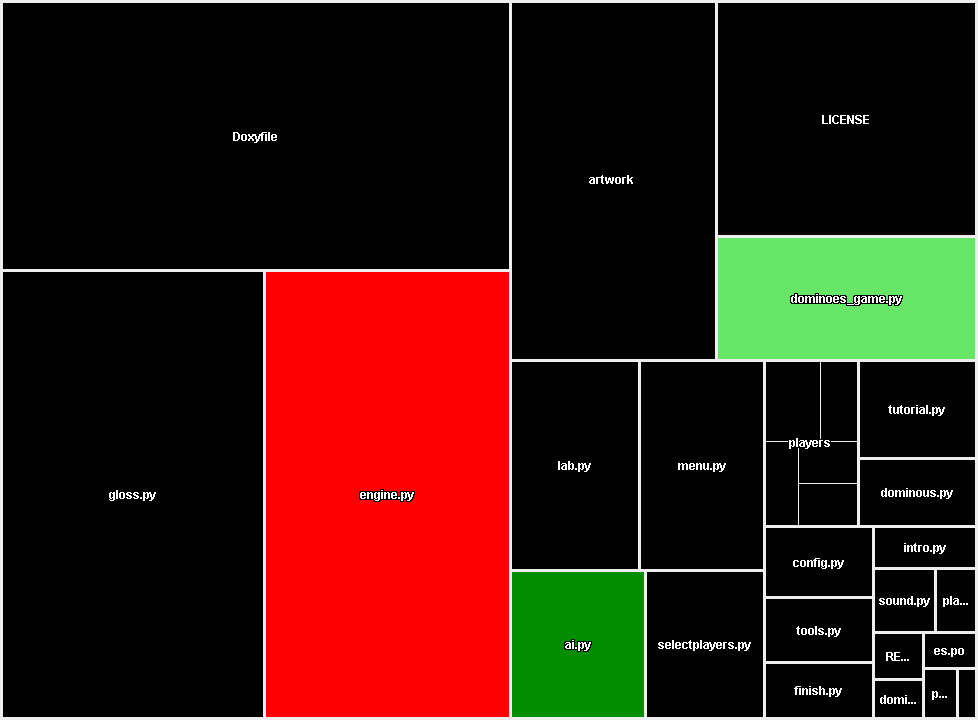 Doxyfile
artwork
LICENSE
dominoes_game.py
gloss.py
engine.py
lab.py
menu.py
players
tutorial.py
dominous.py
ai.py
selectplayers.py
config.py
intro.py
sound.py
pla...
tools.py
RE...
es.po
finish.py
domi...
p...